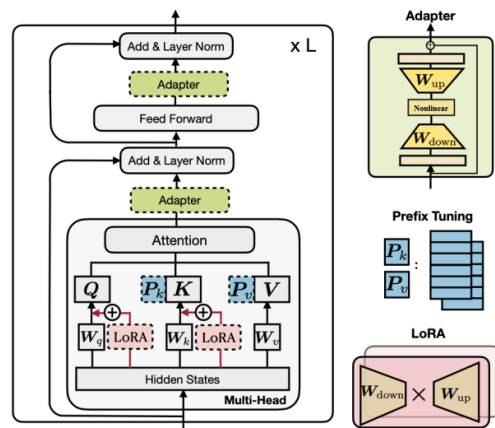 Add & Layer Norm
x L
Adapter
Feed Forward
Add & Layer Norm
Adapter
Attention
Q
P_k K
P_v V
+
+
W_q
LoRA
W_k
LoRA
W_v
Hidden States
Multi-Head
Adapter
+
W_up
Nonlinear
W_down
Prefix Tuning
P_k
P_v :
LoRA
W_down × W_up